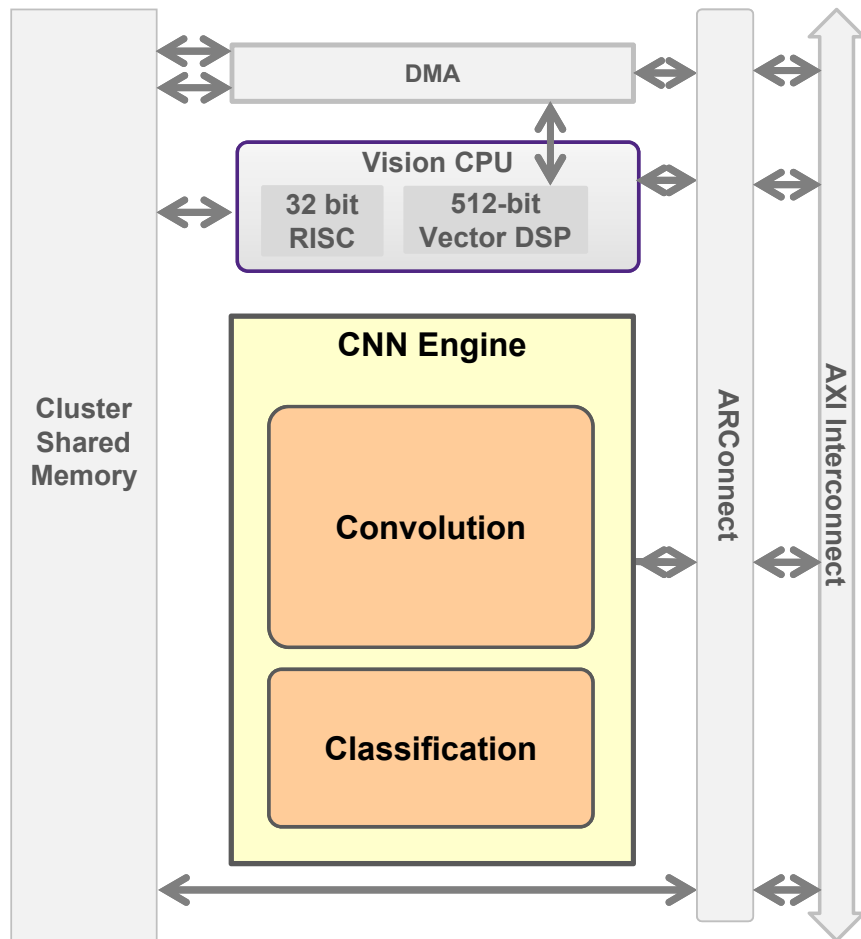 DMA
Vision CPU
32 bit
RISC
512-bit
Vector DSP
CNN Engine
Convolution
Classification
Cluster
Shared
Memory
ARConnect
AXI Interconnect